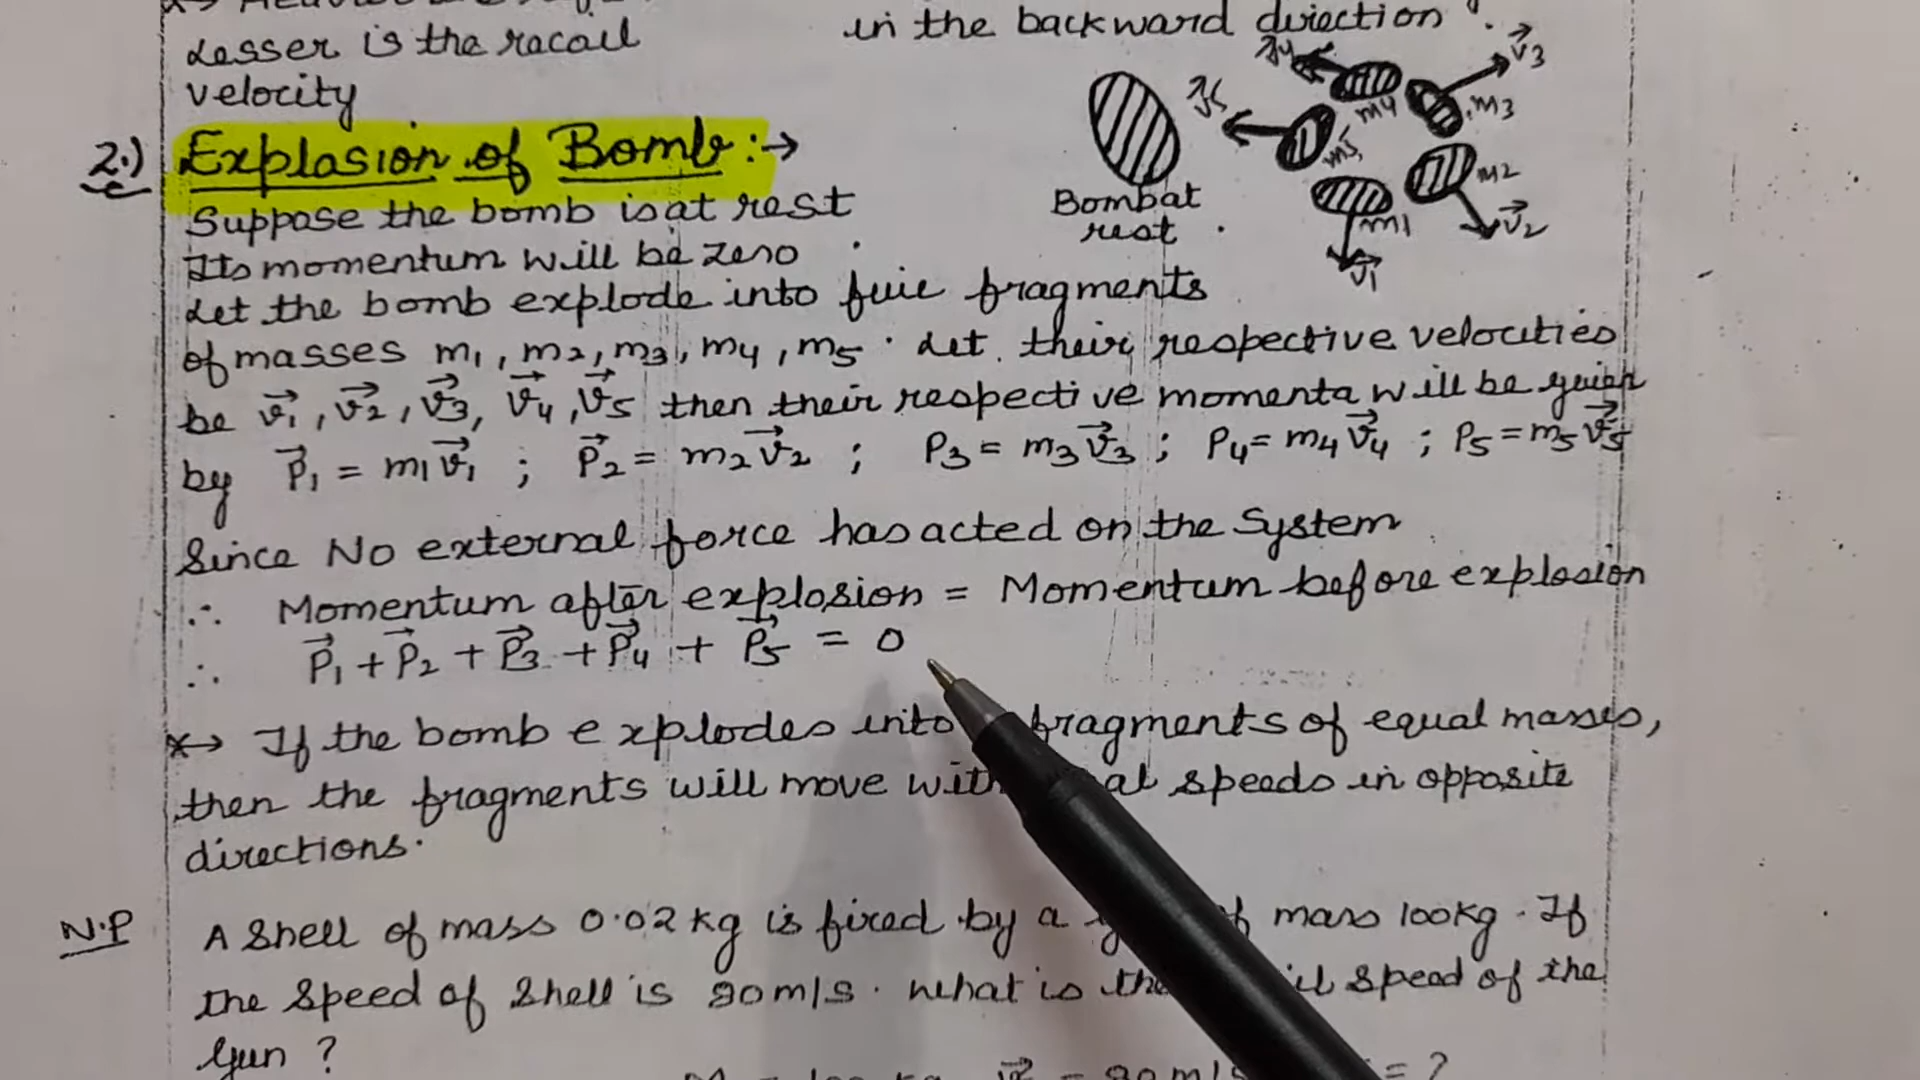 Lesser is the racail
velocity
in the backward direction
2.) Explosion of Bomb:→
Bomb at
rest
m1 m2 m3 m4 m5
v⃗1 v⃗2 v⃗3 v⃗5
Suppose the bomb is at rest
Its momentum will be zero
Let the bomb explode into five fragments
of masses m1, m2, m3, m4, m5. Let their respective velocities
be v⃗1, v⃗2, v⃗3, v⃗4, v⃗5 then their respective momenta will be given
by P⃗1 = m1v⃗1 ; P⃗2 = m2v⃗2 ; P3 = m3v⃗3 ; P4 = m4v⃗4 ; P5 = m5v⃗5
Since No external force has acted on the System
∴ Momentum after explosion = Momentum before explosion
∴ P⃗1 + P⃗2 + P⃗3 + P⃗4 + P⃗5 = 0
*→ If the bomb explodes into fragments of equal masses,
then the fragments will move with speeds in opposite
directions.
N.P A Shell of mass 0.02 kg is fired by a of mass 100kg. If
the Speed of Shell is m/s. What is the speed of the
Gun ?
= ?